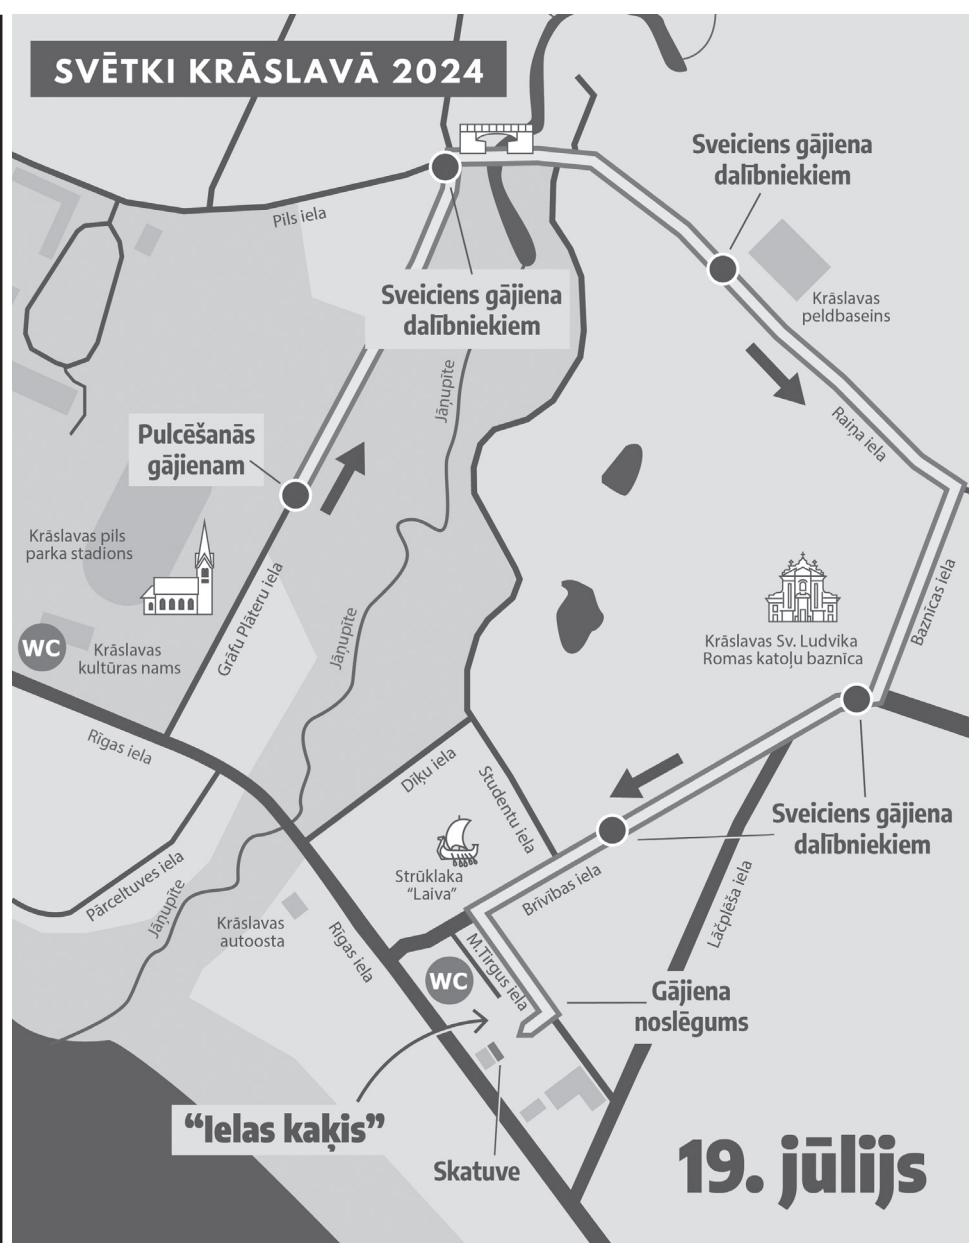 SVĒTKI KRĀSLAVĀ 2024
Sveiciens gājiena
dalībniekiem
Pils iela
Sveiciens gājiena
dalībniekiem
Krāslavas
peldbaseins
Jāņupīte
Raiņa iela
Pulcēšanās
gājienam
Krāslavas pils
parka stadions
Grāfu Plāteru iela
Jāņupīte
Baznīcas iela
WC
Krāslavas
kultūras nams
Krāslavas Sv. Ludvika
Romas katoļu baznīca
Rīgas iela
Dīķu iela
Studentu iela
Sveiciens gājiena
dalībniekiem
Strūklaka
“Laiva”
Brīvības iela
Pārceltuves iela
Jāņupīte
Krāslavas
autoosta
Rīgas iela
Lāčplēša iela
M.Tirgus iela
WC
Gājiena
noslēgums
“Ielas kaķis”
Skatuve
19. jūlijs